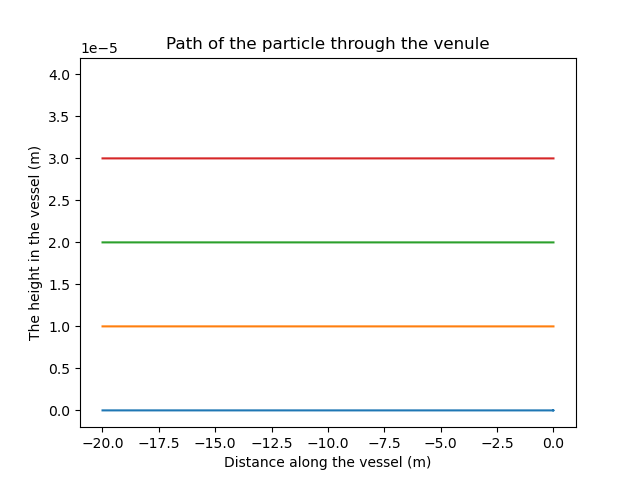 Path of the particle through the venule
1e−5
4.0
3.5
3.0
2.5
2.0
1.5
1.0
0.5
0.0
The height in the vessel (m)
−20.0 −17.5 −15.0 −12.5 −10.0 −7.5 −5.0 −2.5 0.0
Distance along the vessel (m)